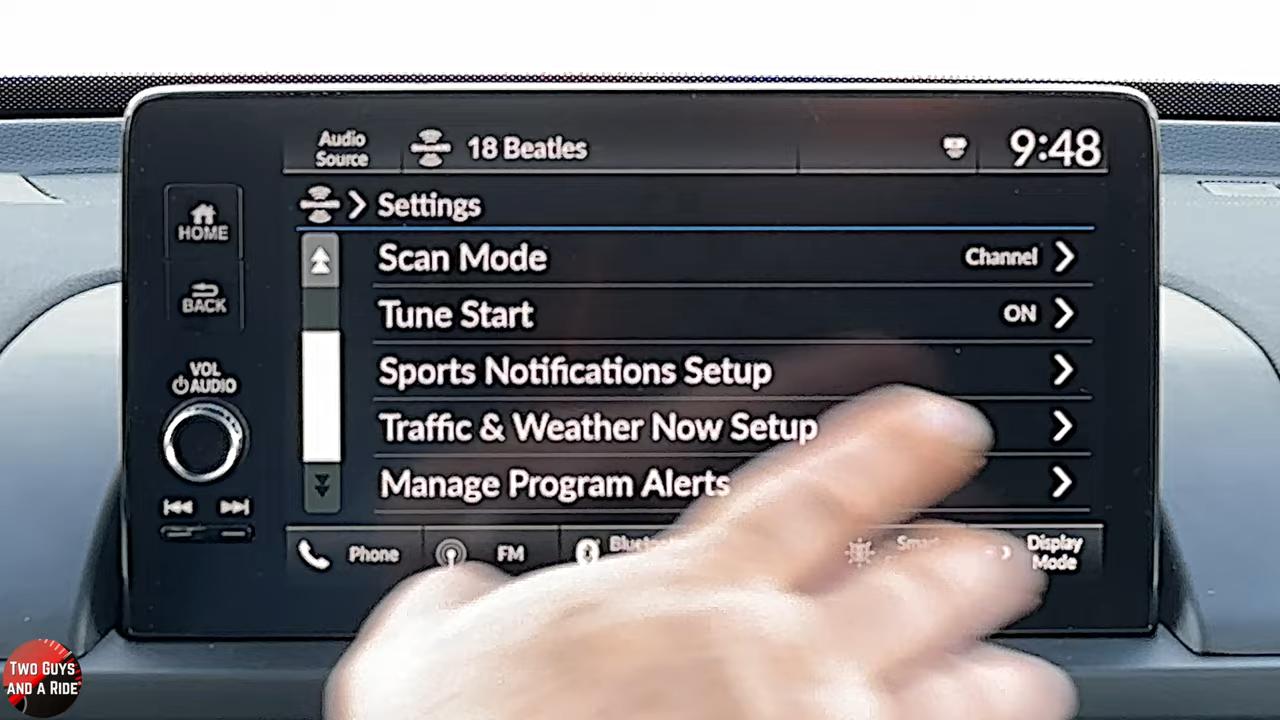 Audio
Source
18 Beatles
9:48
Settings
HOME
BACK
VOL
AUDIO
Scan Mode
Channel
Tune Start
ON
Sports Notifications Setup
Traffic & Weather Now Setup
Manage Program Alerts
Phone
FM
Display
Mode
TWO GUYS
AND A RIDE